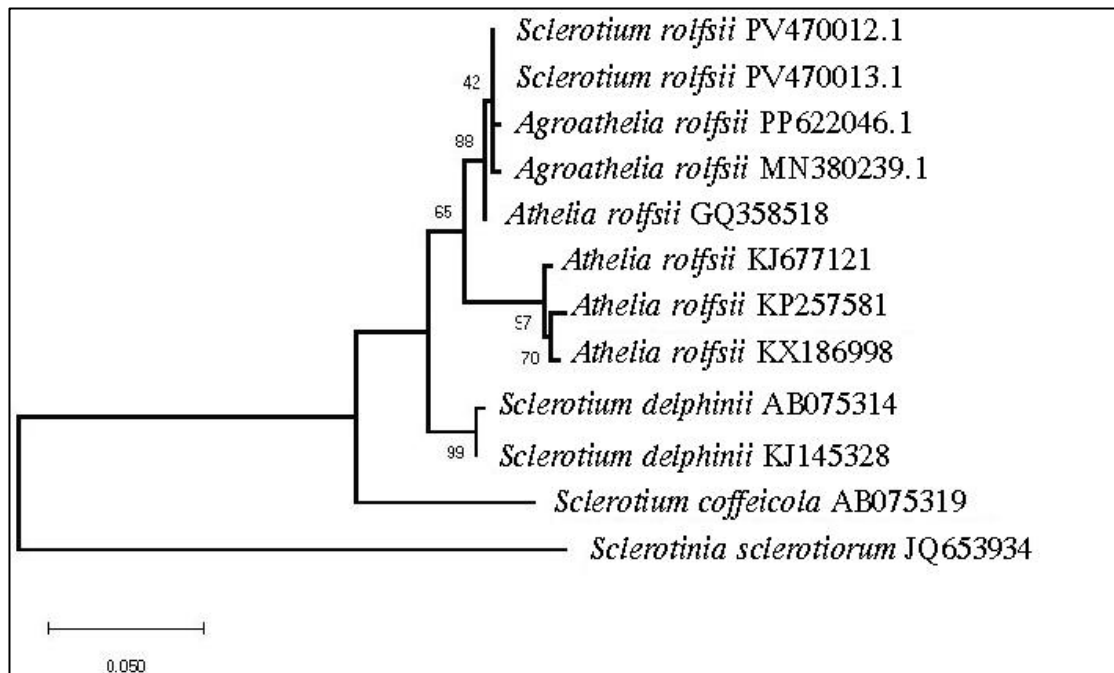 Sclerotium rolfsii PV470012.1
Sclerotium rolfsii PV470013.1
42
Agroathelia rolfsii PP622046.1
88
Agroathelia rolfsii MN380239.1
65
Athelia rolfsii GQ358518
Athelia rolfsii KJ677121
Athelia rolfsii KP257581
97
70
Athelia rolfsii KX186998
Sclerotium delphinii AB075314
99
Sclerotium delphinii KJ145328
Sclerotium coffeicola AB075319
Sclerotinia sclerotiorum JQ653934
0.050